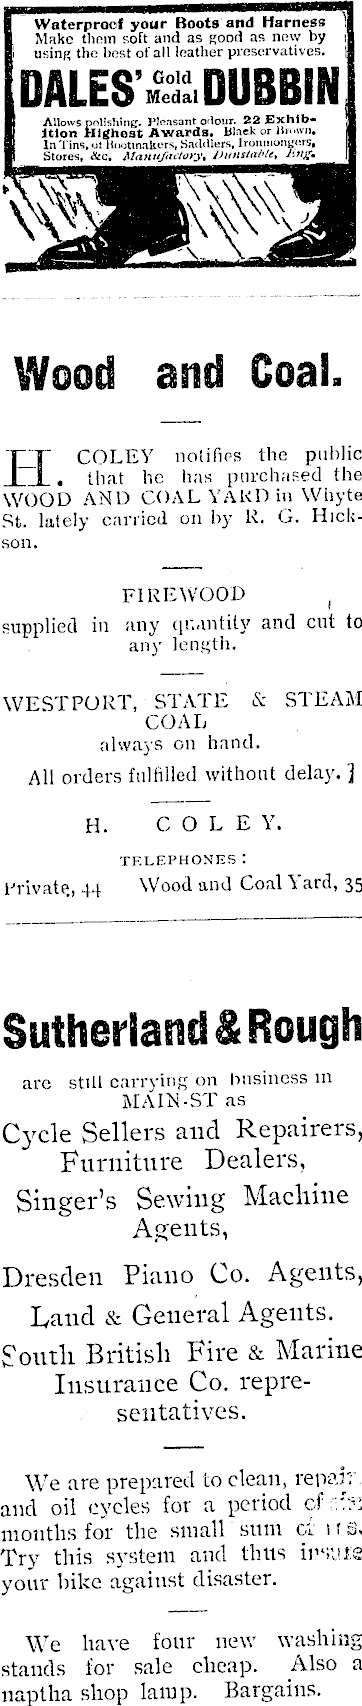 Waterproof your Boots and Harness
Make them soft and as good as new by
using the best of all leather preservatives.
DALES' Gold Medal DUBBIN
Allows polishing. Pleasant odour. 22 Exhib-
ition Highest Awards. Black or Brown.
In Tins, of Bootmakers, Saddlers, Ironmongers,
Stores, &c. Manufactory, Dunstable, Eng.
Wood and Coal.
H. COLEY notifies the public
that he has purchased the
WOOD AND COAL YARD in Whyte
St. lately carried on by R. G. Hick-
son.
FIREWOOD
supplied in any quantity and cut to
any length.
WESTPORT, STATE & STEAM
COAL
always on hand.
All orders fulfilled without delay.
H. COLEY.
TELEPHONES:
Private, 44 Wood and Coal Yard, 35
Sutherland & Rough
are still carrying on business in
MAIN-ST as
Cycle Sellers and Repairers,
Furniture Dealers,
Singer's Sewing Machine
Agents,
Dresden Piano Co. Agents,
Land & General Agents.
South British Fire & Marine
Insurance Co. repre-
sentatives.
We are prepared to clean, repair
and oil cycles for a period of
months for the small sum of
Try this system and thus insure
your bike against disaster.
We have four new washing
stands for sale cheap. Also a
naptha shop lamp. Bargains.